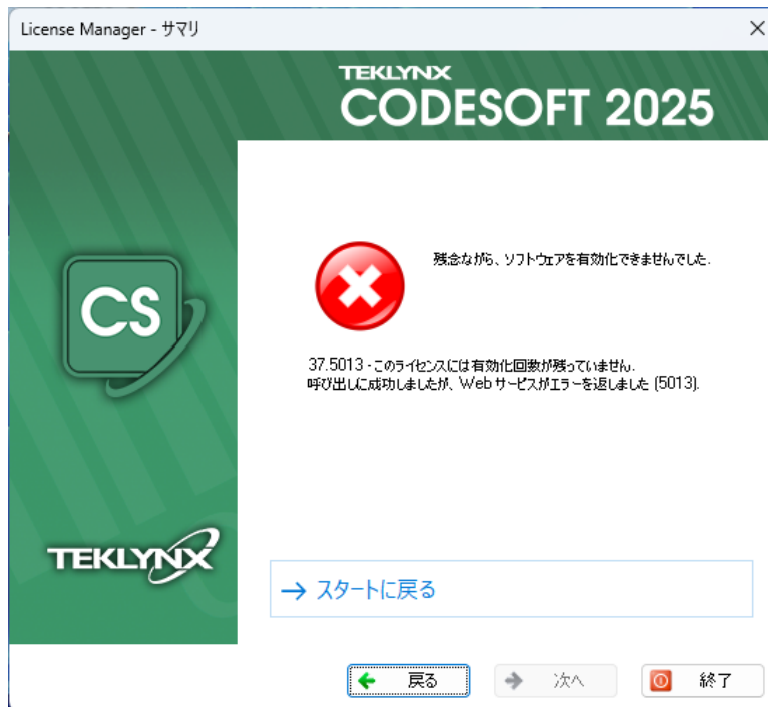 License Manager - サマリ
TEKLYNX
CODESOFT 2025
残念ながら、ソフトウェアを有効化できませんでした.
CS
37.5013 - このライセンスには有効化回数が残っていません.
呼び出しに成功しましたが、Web サービスがエラーを返しました (5013).
TEKLYNX
スタートに戻る
戻る
次へ
終了